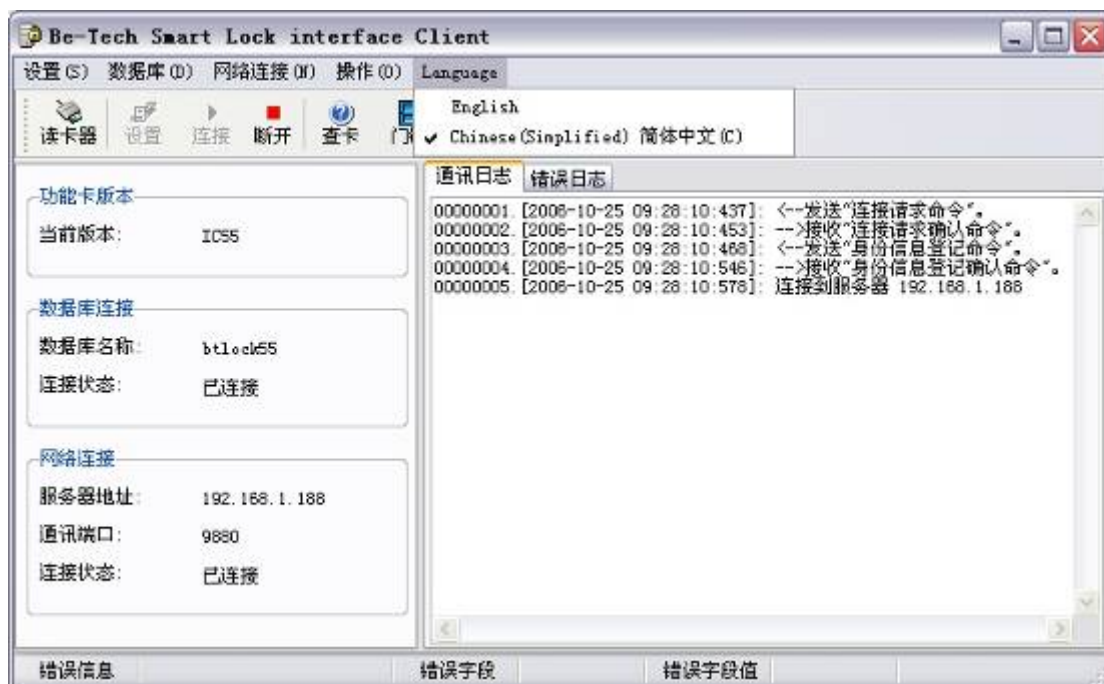 Be-Tech Smart Lock interface Client
设置(S) 数据库(D) 网络连接(N) 操作(O) Language
English
✓ Chinese(Simplified) 简体中文(C)
读卡器 设置 连接 断开 查卡
通讯日志 错误日志
功能卡版本
当前版本: IC55
数据库连接
数据库名称: btlock55
连接状态: 已连接
网络连接
服务器地址: 192.168.1.188
通讯端口: 9880
连接状态: 已连接
00000001.[2006-10-25 09:28:10:437]: <--发送"连接请求命令"。
00000002.[2006-10-25 09:28:10:453]: -->接收"连接请求确认命令"。
00000003.[2006-10-25 09:28:10:468]: <--发送"身份信息登记命令"。
00000004.[2006-10-25 09:28:10:546]: -->接收"身份信息登记确认命令"。
00000005.[2006-10-25 09:28:10:578]: 连接到服务器 192.168.1.188
错误信息 错误字段 错误字段值